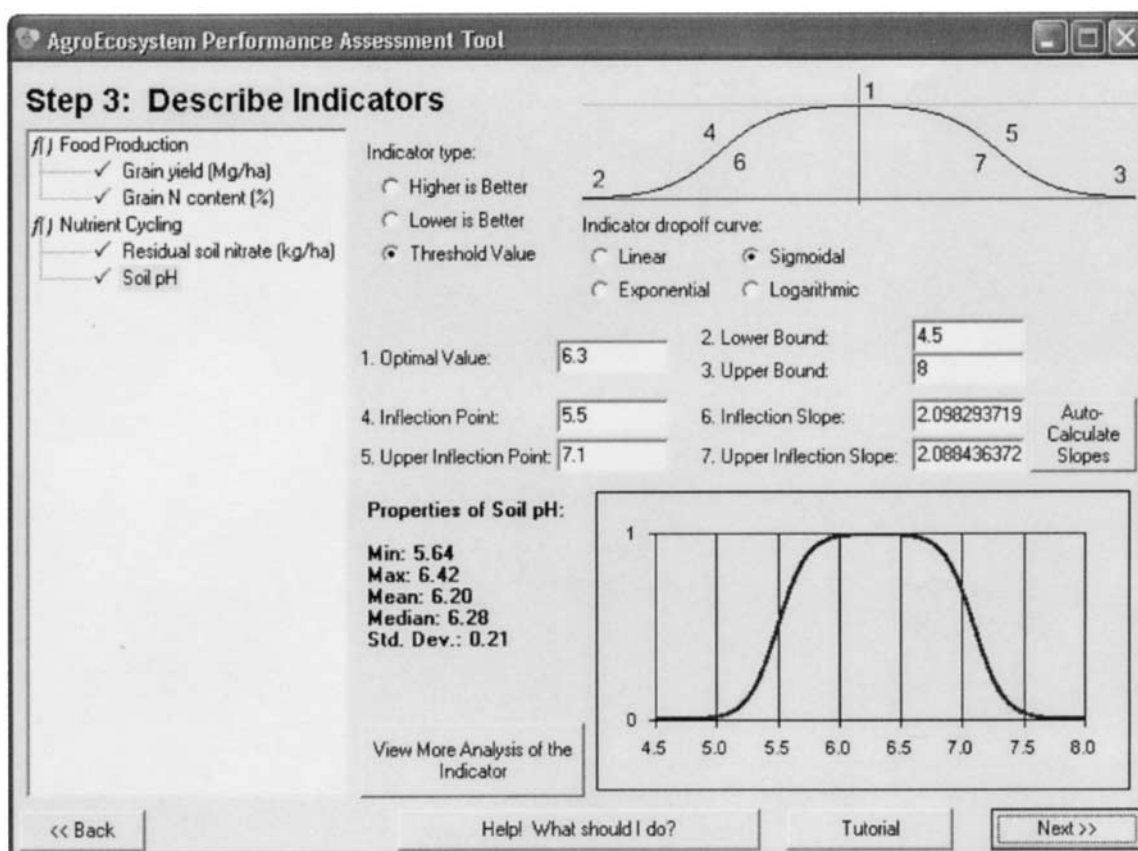 AgroEcosystem Performance Assessment Tool
Step 3: Describe Indicators
f() Food Production
Grain yield (Mg/ha)
Grain N content (%)
f() Nutrient Cycling
Residual soil nitrate (kg/ha)
Soil pH
Indicator type:
Higher is Better
Lower is Better
Threshold Value
1
4
5
6
7
2
3
Indicator dropoff curve:
Linear
Sigmoidal
Exponential
Logarithmic
1. Optimal Value: 6.3
2. Lower Bound: 4.5
3. Upper Bound: 8
4. Inflection Point: 5.5
6. Inflection Slope: 2.098293719
5. Upper Inflection Point: 7.1
7. Upper Inflection Slope: 2.088436372
Auto-
Calculate
Slopes
Properties of Soil pH:
Min: 5.64
Max: 6.42
Mean: 6.20
Median: 6.28
Std. Dev.: 0.21
1
0
4.5 5.0 5.5 6.0 6.5 7.0 7.5 8.0
View More Analysis of the
Indicator
<< Back
Help! What should I do?
Tutorial
Next >>